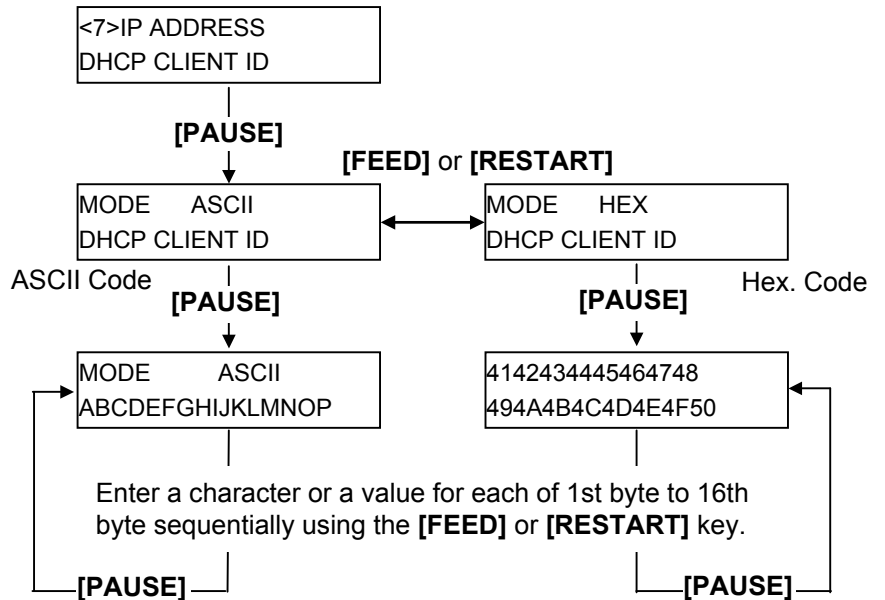 <7>IP ADDRESS
DHCP CLIENT ID
[PAUSE]
[FEED] or [RESTART]
MODE ASCII
DHCP CLIENT ID
MODE HEX
DHCP CLIENT ID
ASCII Code
[PAUSE]
[PAUSE]
Hex. Code
MODE ASCII
ABCDEFGHIJKLMNOP
4142434445464748
494A4B4C4D4E4F50
Enter a character or a value for each of 1st byte to 16th
byte sequentially using the [FEED] or [RESTART] key.
[PAUSE]
[PAUSE]